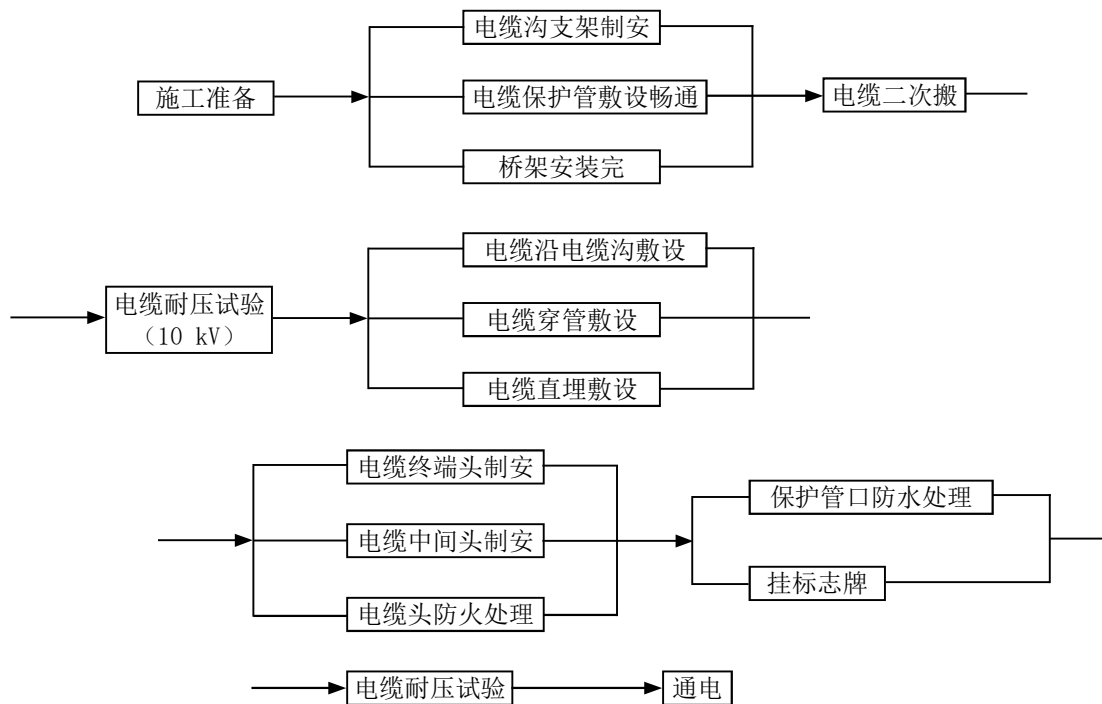 电缆沟支架制安
施工准备
电缆保护管敷设畅通
电缆二次搬
桥架安装完
电缆沿电缆沟敷设
电缆耐压试验
（10 kV）
电缆穿管敷设
电缆直埋敷设
电缆终端头制安
保护管口防水处理
电缆中间头制安
挂标志牌
电缆头防火处理
电缆耐压试验
通电